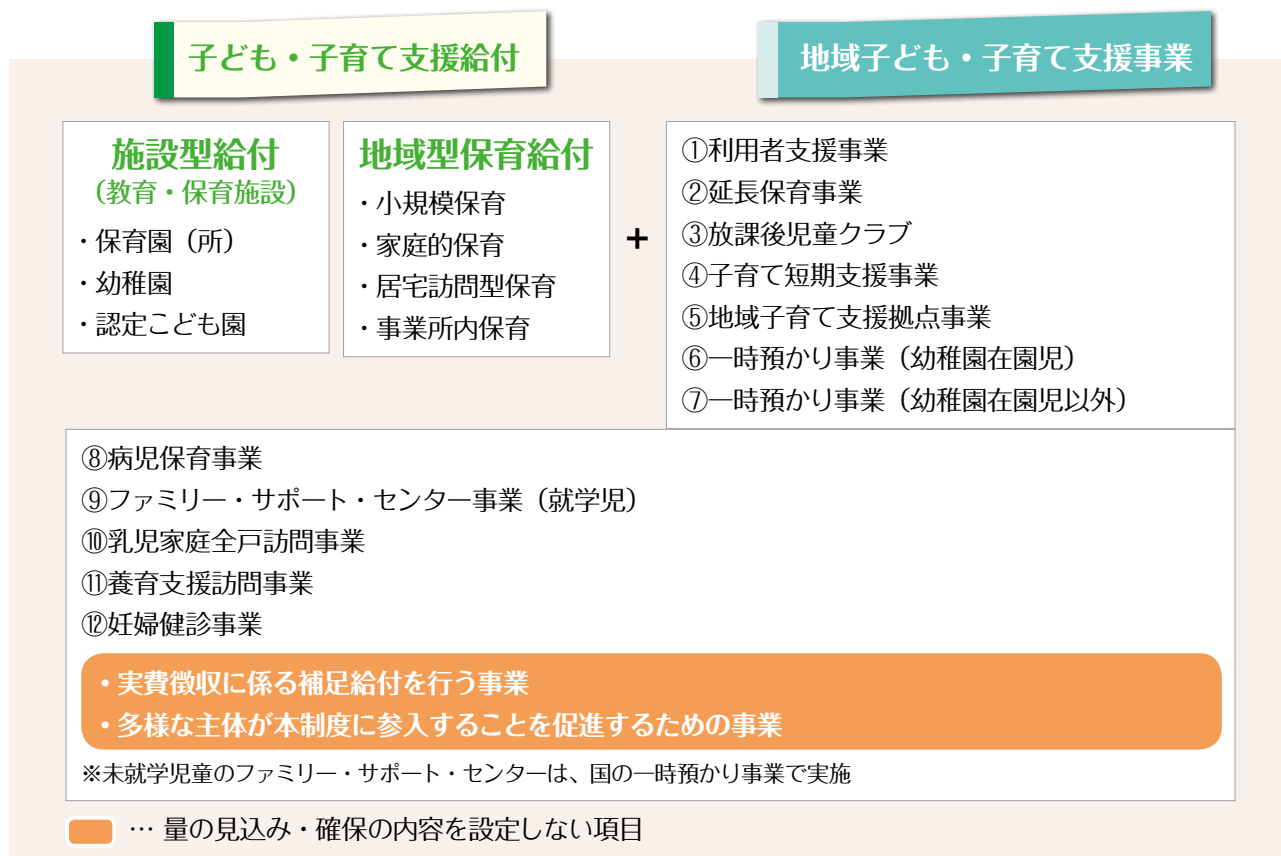 子ども・子育て支援給付
地域子ども・子育て支援事業
施設型給付
（教育・保育施設）
・保育園（所）
・幼稚園
・認定こども園
地域型保育給付
・小規模保育
・家庭的保育
・居宅訪問型保育
・事業所内保育
+
①利用者支援事業
②延長保育事業
③放課後児童クラブ
④子育て短期支援事業
⑤地域子育て支援拠点事業
⑥一時預かり事業（幼稚園在園児）
⑦一時預かり事業（幼稚園在園児以外）
⑧病児保育事業
⑨ファミリー・サポート・センター事業（就学児）
⑩乳児家庭全戸訪問事業
⑪養育支援訪問事業
⑫妊婦健診事業
・実費徴収に係る補足給付を行う事業
・多様な主体が本制度に参入することを促進するための事業
※未就学児童のファミリー・サポート・センターは、国の一時預かり事業で実施
… 量の見込み・確保の内容を設定しない項目